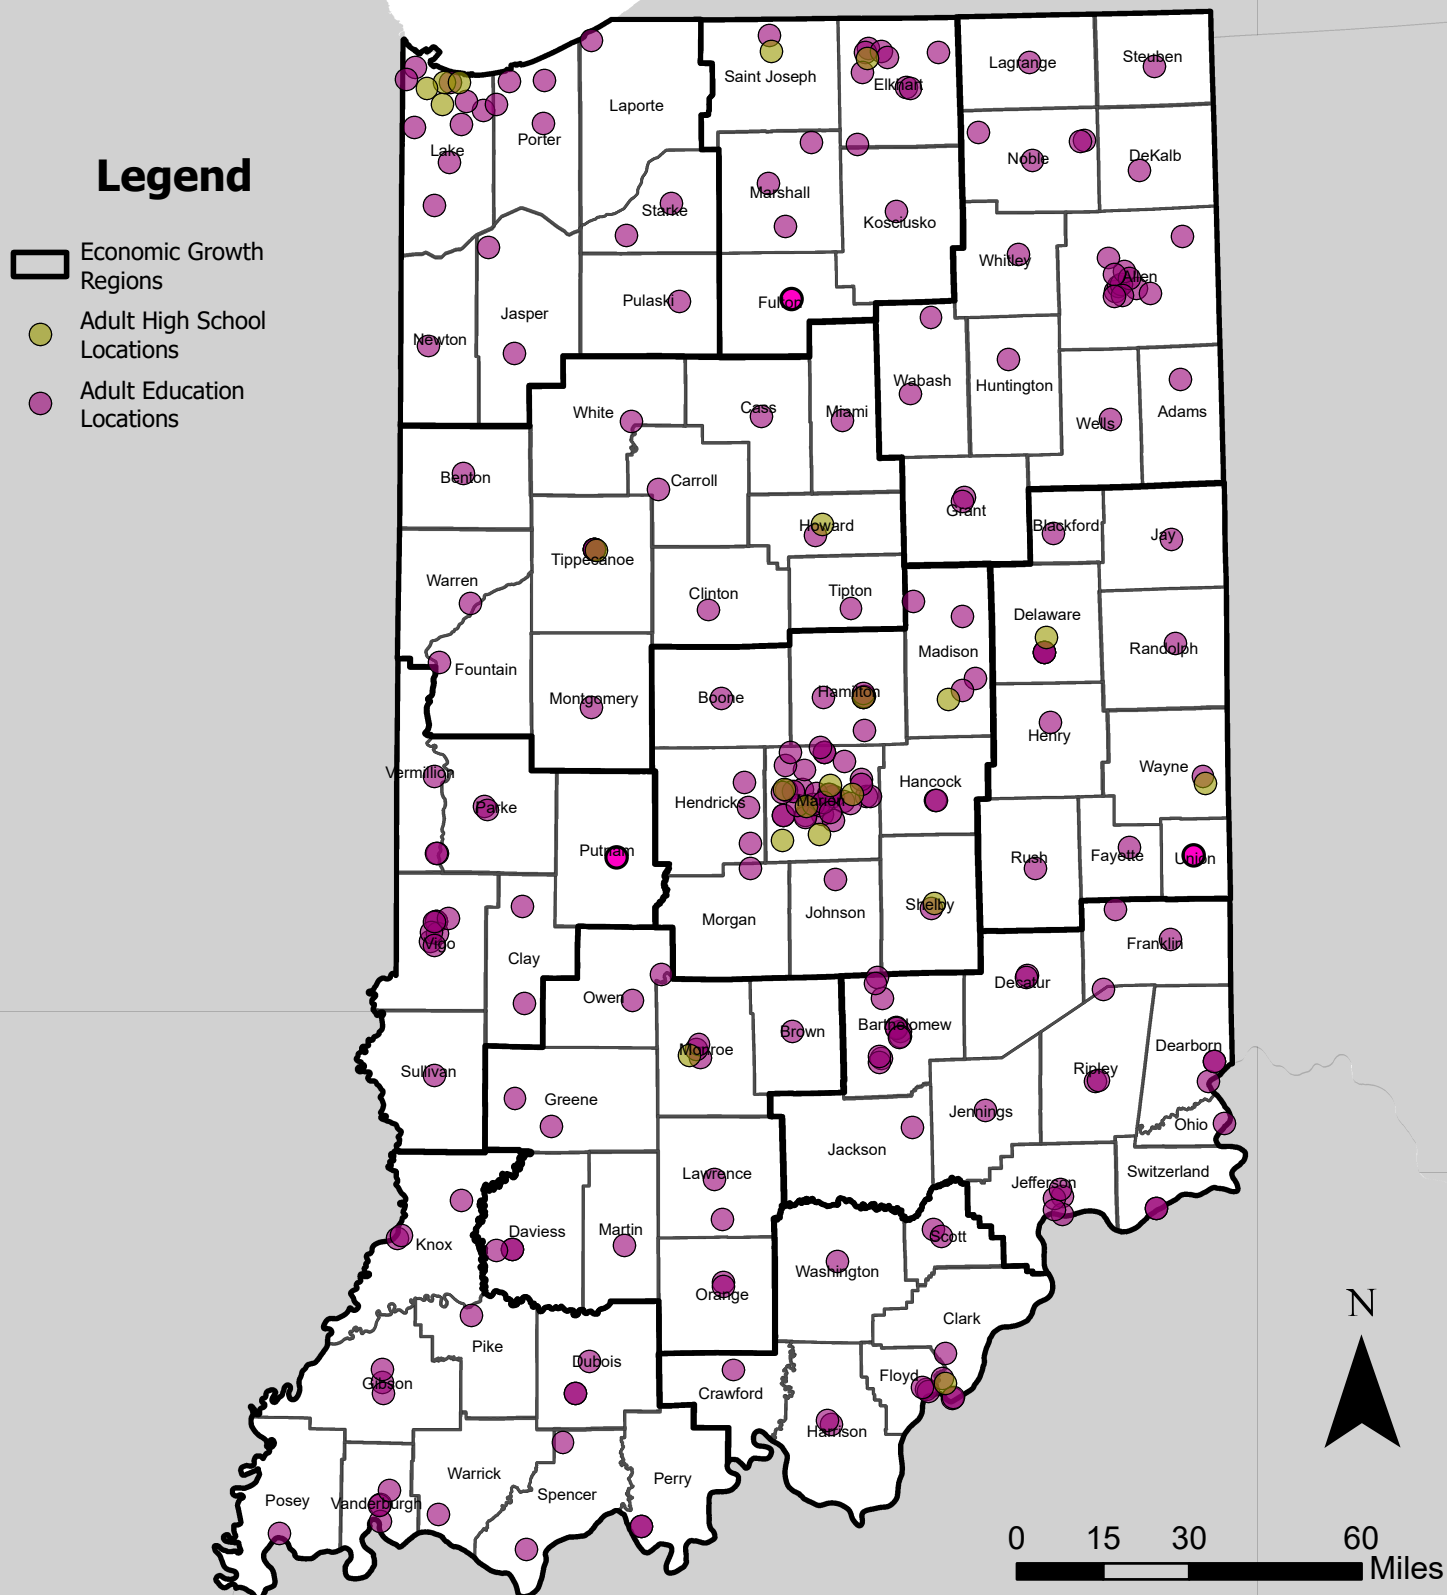 Legend
Economic Growth
Regions
Adult High School
Locations
Adult Education
Locations
Saint Joseph
Elkhart
Lagrange
Steuben
Laporte
Porter
Lake
Noble
DeKalb
Marshall
Starke
Kosciusko
Whitley
Allen
Pulaski
Fulton
Jasper
Newton
Wabash
Huntington
White
Cass
Miami
Wells
Adams
Benton
Carroll
Grant
Howard
Blackford
Jay
Tippecanoe
Warren
Clinton
Tipton
Delaware
Randolph
Madison
Fountain
Montgomery
Boone
Hamilton
Henry
Wayne
Vermillion
Parke
Hendricks
Marion
Hancock
Putnam
Rush
Fayette
Union
Morgan
Johnson
Shelby
Vigo
Clay
Franklin
Decatur
Owen
Brown
Bartholomew
Monroe
Dearborn
Sullivan
Ripley
Greene
Jennings
Ohio
Jackson
Lawrence
Switzerland
Jefferson
Knox
Daviess
Martin
Scott
Washington
Orange
Clark
Pike
Dubois
Floyd
Gibson
Crawford
Harrison
Warrick
Perry
Posey
Vanderburgh
Spencer
N
0 15 30 60
Miles